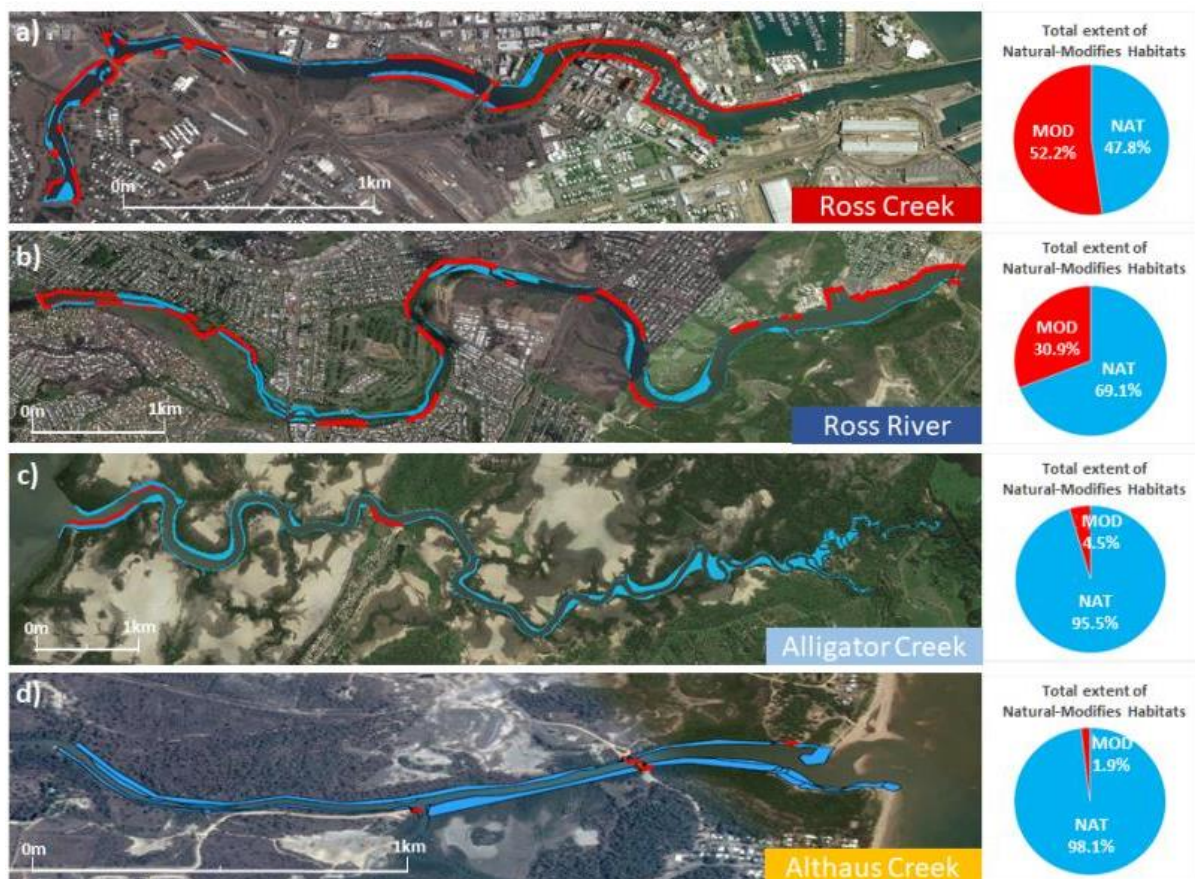 a)
0m
1km
Ross Creek
Total extent of
Natural-Modifies Habitats
MOD
52.2%
NAT
47.8%
b)
0m
1km
Ross River
Total extent of
Natural-Modifies Habitats
MOD
30.9%
NAT
69.1%
c)
0m
1km
Alligator Creek
Total extent of
Natural-Modifies Habitats
MOD
4.5%
NAT
95.5%
d)
0m
1km
Althaus Creek
Total extent of
Natural-Modifies Habitats
MOD
1.9%
NAT
98.1%